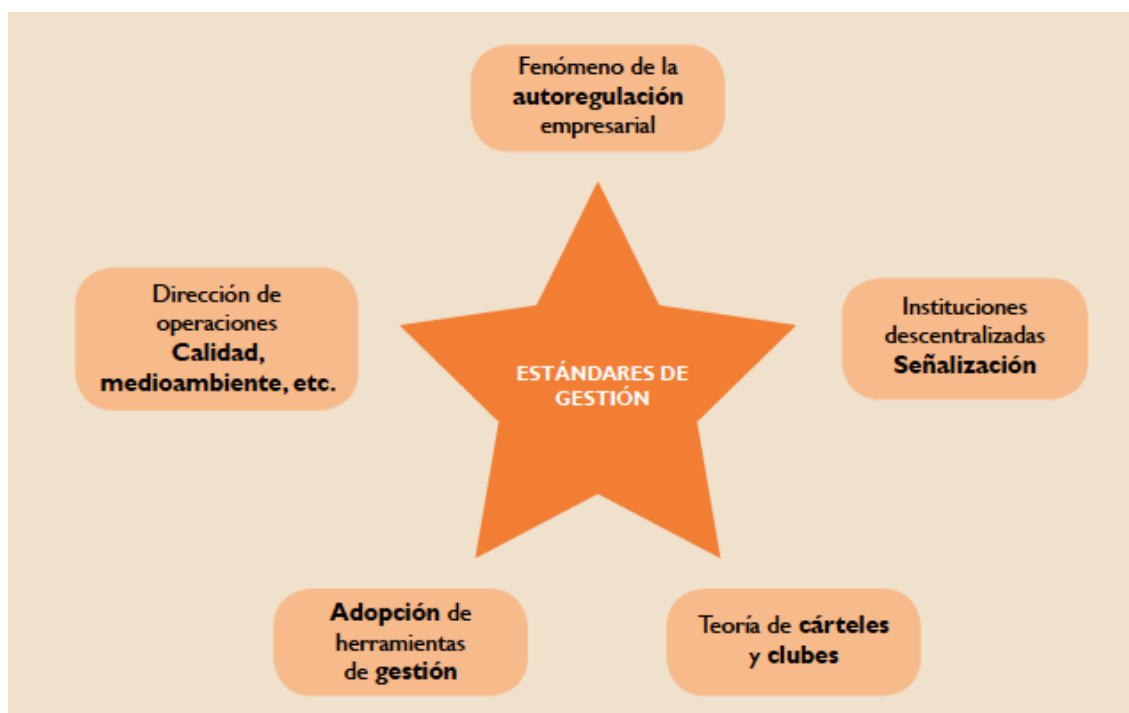 Fenómeno de la
autoregulación
empresarial
Dirección de
operaciones
Calidad,
medioambiente, etc.
Instituciones
descentralizadas
Señalización
ESTÁNDARES DE
GESTIÓN
Adopción de
herramientas
de gestión
Teoría de cárteles
y clubes